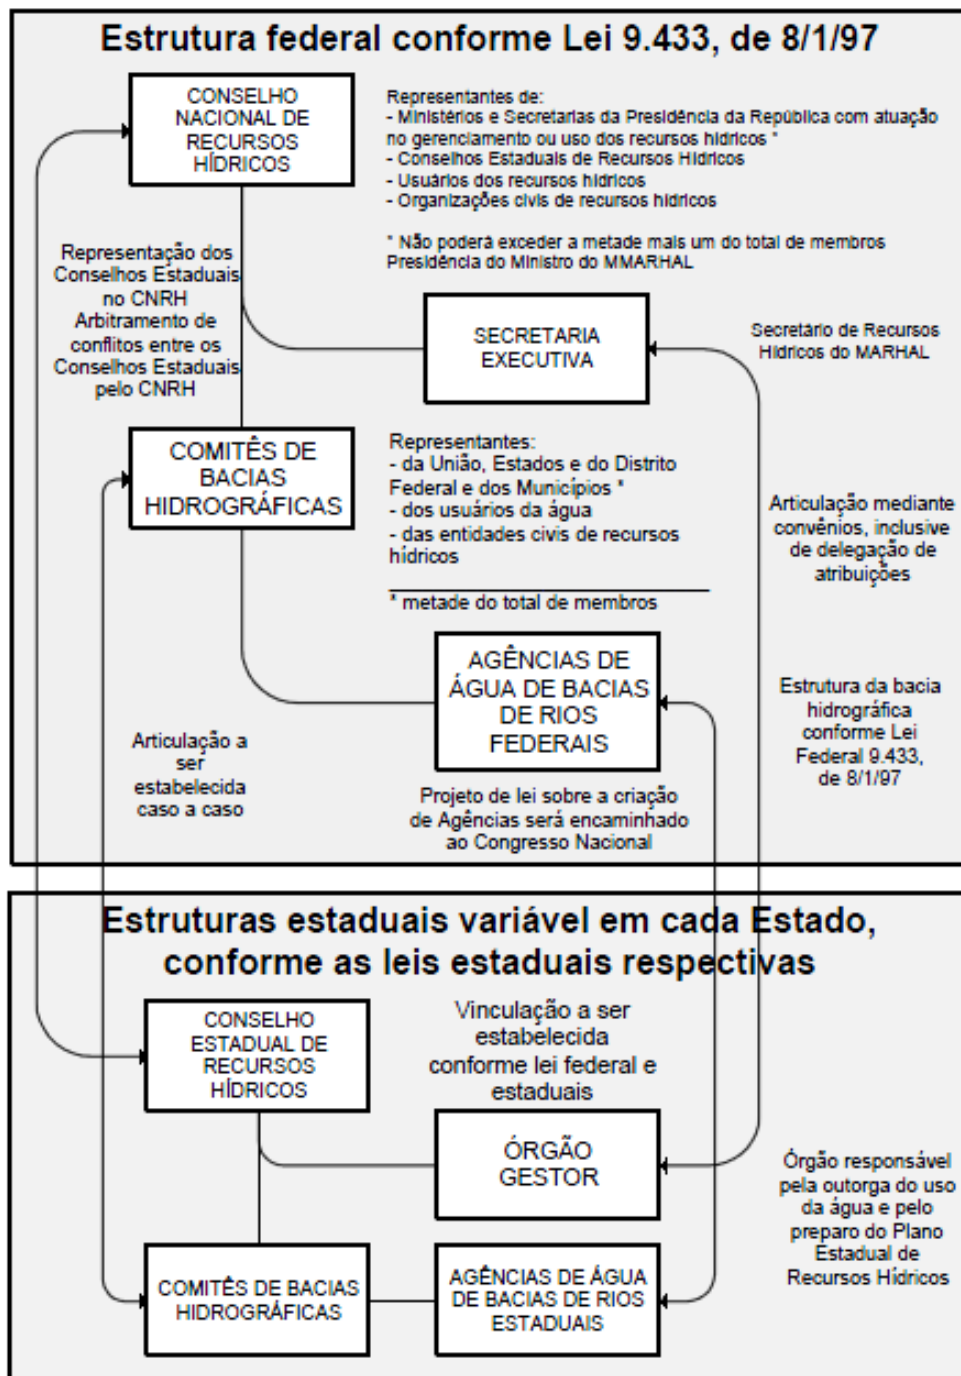 Estrutura federal conforme Lei 9.433, de 8/1/97
CONSELHO
NACIONAL DE
RECURSOS
HÍDRICOS
Representantes de:
- Ministérios e Secretarias da Presidência da República com atuação
no gerenciamento ou uso dos recursos hídricos *
- Conselhos Estaduais de Recursos Hídricos
- Usuários dos recursos hídricos
- Organizações civis de recursos hídricos
* Não poderá exceder a metade mais um do total de membros
Presidência do Ministro do MMARHAL
Representação dos
Conselhos Estaduais
no CNRH
Arbitramento de
conflitos entre os
Conselhos Estaduais
pelo CNRH
SECRETARIA
EXECUTIVA
Secretário de Recursos
Hídricos do MARHAL
COMITÊS DE
BACIAS
HIDROGRÁFICAS
Representantes:
- da União, Estados e do Distrito
Federal e dos Municípios *
- dos usuários da água
- das entidades civis de recursos
hídricos
* metade do total de membros
Articulação mediante
convênios, inclusive
de delegação de
atribuições
AGÊNCIAS DE
ÁGUA DE BACIAS
DE RIOS
FEDERAIS
Estrutura da bacia
hidrográfica
conforme Lei
Federal 9.433,
de 8/1/97
Articulação a
ser
estabelecida
caso a caso
Projeto de lei sobre a criação
de Agências será encaminhado
ao Congresso Nacional
Estruturas estaduais variável em cada Estado,
conforme as leis estaduais respectivas
CONSELHO
ESTADUAL DE
RECURSOS
HÍDRICOS
Vinculação a ser
estabelecida
conforme lei federal e
estaduais
ÓRGÃO
GESTOR
Órgão responsável
pela outorga do uso
da água e pelo
preparo do Plano
Estadual de
Recursos Hídricos
COMITÊS DE BACIAS
HIDROGRÁFICAS
AGÊNCIAS DE ÁGUA
DE BACIAS DE RIOS
ESTADUAIS